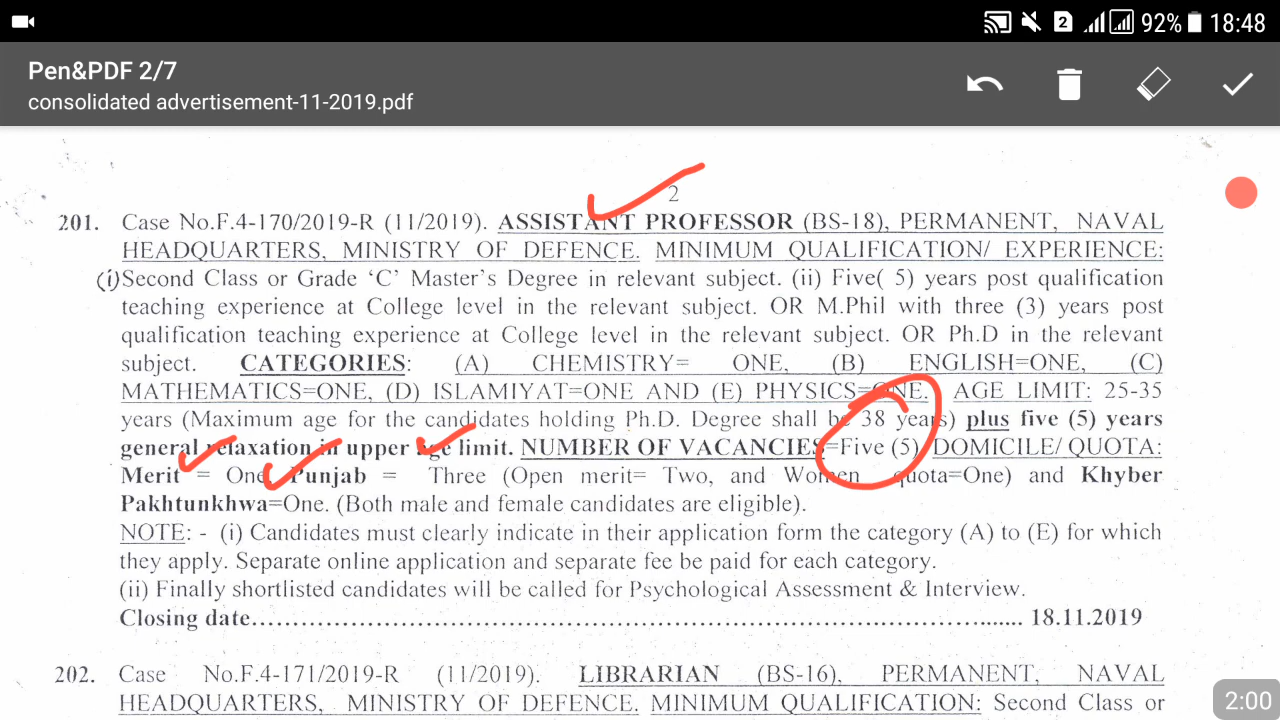 2 92% 18:48
Pen&PDF 2/7
consolidated advertisement-11-2019.pdf
2
201. Case No.F.4-170/2019-R (11/2019). ASSISTANT PROFESSOR (BS-18), PERMANENT, NAVAL
HEADQUARTERS, MINISTRY OF DEFENCE. MINIMUM QUALIFICATION/ EXPERIENCE:
(i)Second Class or Grade ‘C’ Master’s Degree in relevant subject. (ii) Five( 5) years post qualification
teaching experience at College level in the relevant subject. OR M.Phil with three (3) years post
qualification teaching experience at College level in the relevant subject. OR Ph.D in the relevant
subject. CATEGORIES: (A) CHEMISTRY= ONE, (B) ENGLISH=ONE, (C)
MATHEMATICS=ONE, (D) ISLAMIYAT=ONE AND (E) PHYSICS=ONE. AGE LIMIT: 25-35
years (Maximum age for the candidates holding Ph.D. Degree shall be 38 years) plus five (5) years
general relaxation in upper age limit. NUMBER OF VACANCIES=Five (5) DOMICILE/ QUOTA:
Merit = One Punjab = Three (Open merit= Two, and Women quota=One) and Khyber
Pakhtunkhwa=One. (Both male and female candidates are eligible).
NOTE: - (i) Candidates must clearly indicate in their application form the category (A) to (E) for which
they apply. Separate online application and separate fee be paid for each category.
(ii) Finally shortlisted candidates will be called for Psychological Assessment & Interview.
Closing date…………………………………………………………………………....... 18.11.2019
202. Case No.F.4-171/2019-R (11/2019). LIBRARIAN (BS-16), PERMANENT, NAVAL
HEADQUARTERS, MINISTRY OF DEFENCE. MINIMUM QUALIFICATION: Second Class or
2:00